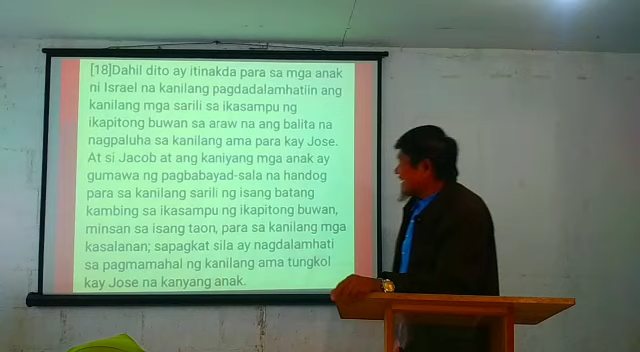 [18]Dahil dito ay itinakda para sa mga anak
ni Israel na kanilang pagdadalamhatiin ang
kanilang mga sarili sa ikasampu ng
ikapitong buwan sa araw na ang balita na
nagpaluha sa kanilang ama para kay Jose.
At si Jacob at ang kaniyang mga anak ay
gumawa ng pagbabayad-sala na handog
para sa kanilang sarili ng isang batang
kambing sa ikasampu ng ikapitong buwan,
minsan sa isang taon, para sa kanilang mga
kasalanan; sapagkat sila ay nagdalamhati
sa pagmamahal ng kanilang ama tungkol
kay Jose na kanyang anak.